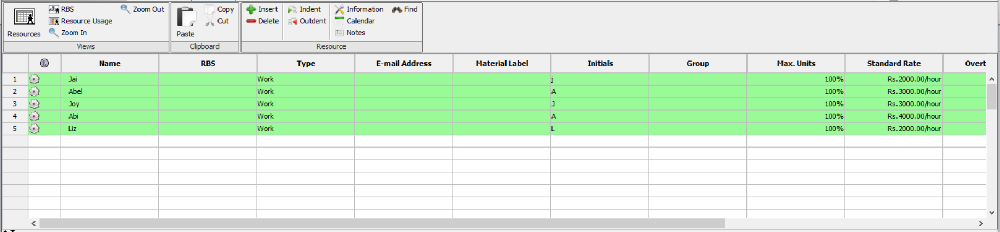 RBS Zoom Out Copy Insert Indent Information Find
Resource Usage Cut Delete Outdent Calendar
Resources Zoom In Paste Notes
Views Clipboard Resource
Name RBS Type E-mail Address Material Label Initials Group Max. Units Standard Rate Overt
1 Jai Work j 100% Rs.2000.00/hour
2 Abel Work A 100% Rs.3000.00/hour
3 Joy Work J 100% Rs.3000.00/hour
4 Abi Work A 100% Rs.4000.00/hour
5 Liz Work L 100% Rs.2000.00/hour